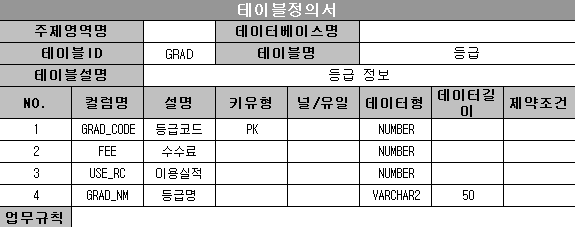 테이블정의서
주제영역명 데이터베이스명
테이블ID GRAD 테이블명 등급
테이블설명 등급 정보
NO. 컬럼명 설명 키유형 널/유일 데이터형 데이터길이 제약조건
1 GRAD_CODE 등급코드 PK NUMBER
2 FEE 수수료 NUMBER
3 USE_RC 이용실적 NUMBER
4 GRAD_NM 등급명 VARCHAR2 50
업무규칙